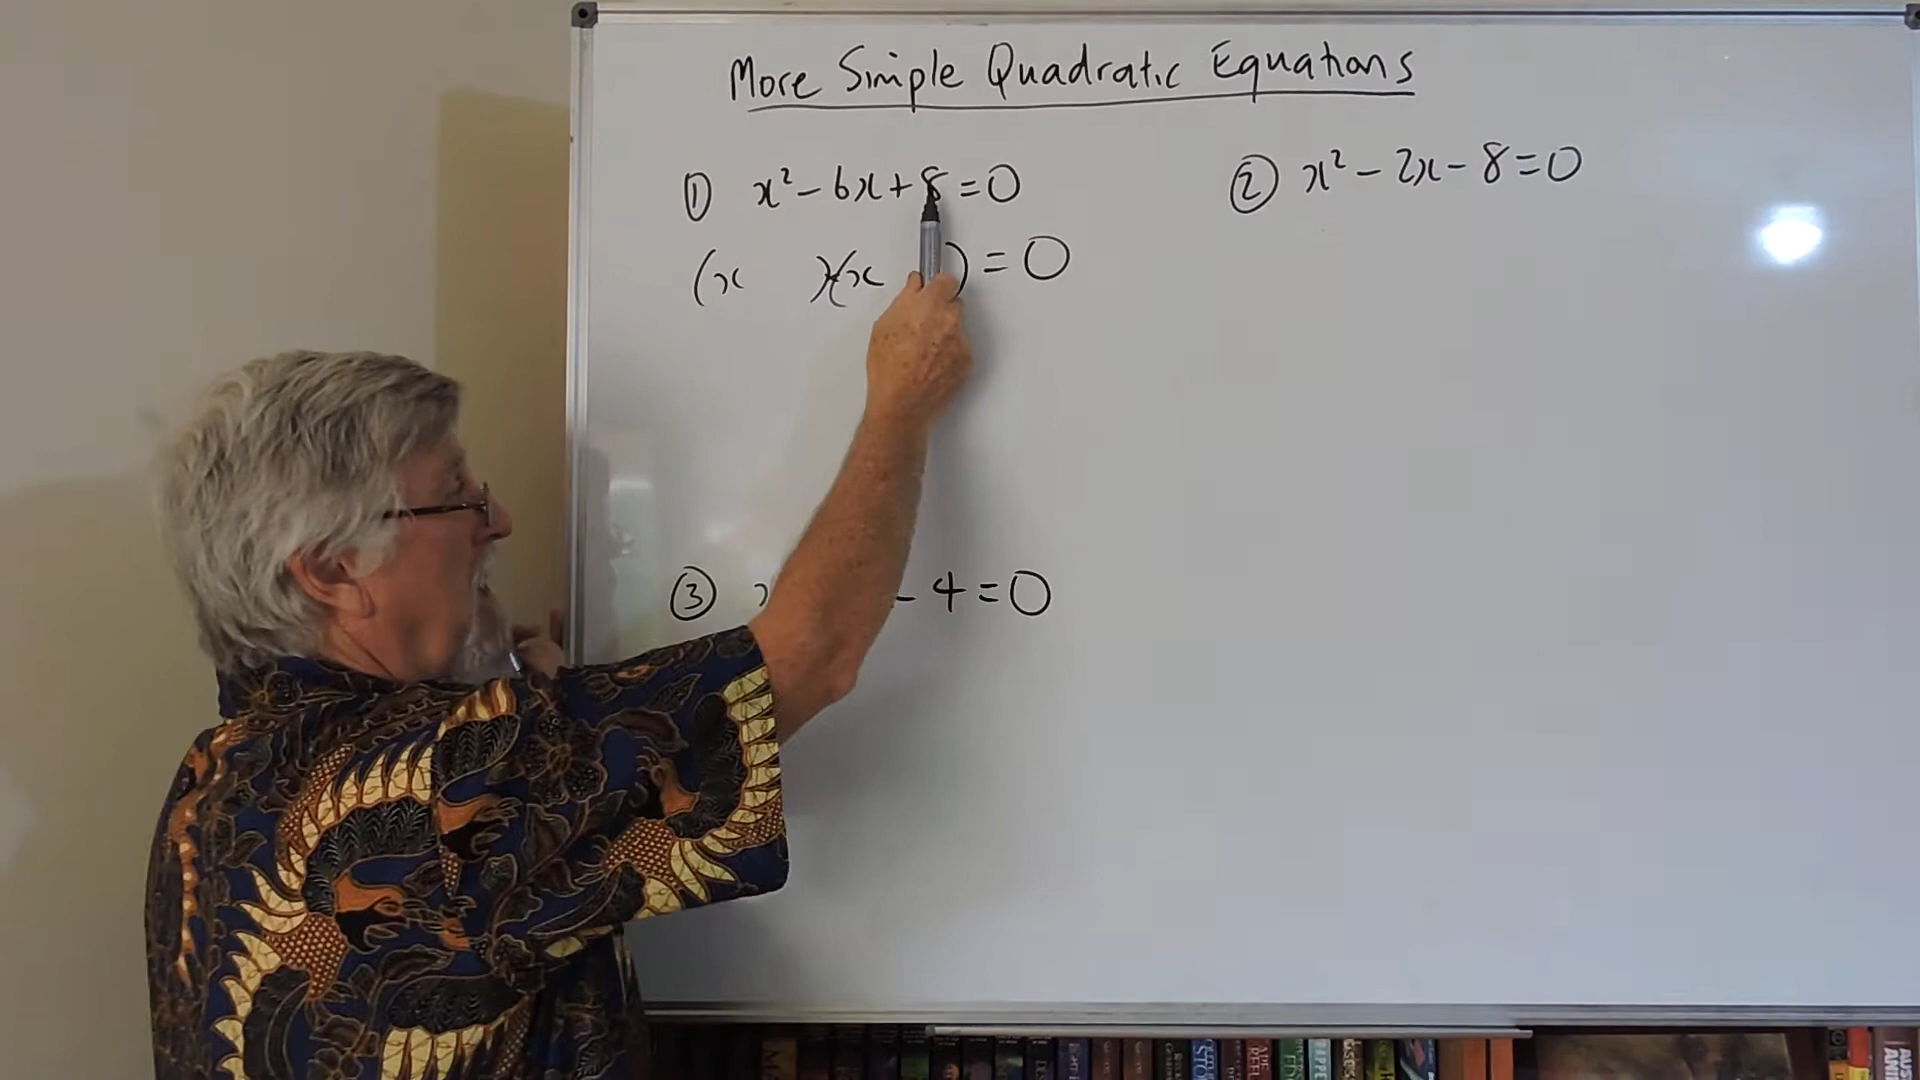 More Simple Quadratic Equations
① x² - 6x + 8 = 0
(x )(x ) = 0
② x² - 2x - 8 = 0
③ - 4 = 0